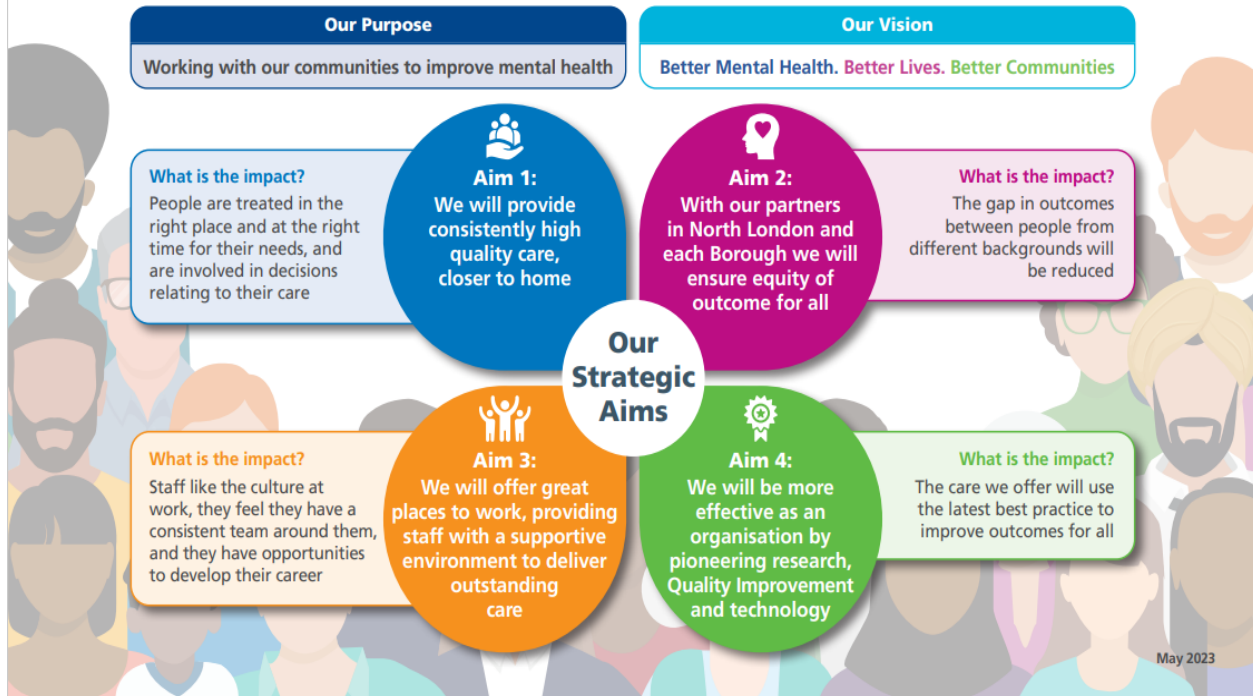 Our Purpose
Working with our communities to improve mental health
Our Vision
Better Mental Health. Better Lives. Better Communities
What is the impact?
People are treated in the
right place and at the right
time for their needs, and
are involved in decisions
relating to their care
Aim 1:
We will provide
consistently high
quality care,
closer to home
Aim 2:
With our partners
in North London and
each Borough we will
ensure equity of
outcome for all
What is the impact?
The gap in outcomes
between people from
different backgrounds will
be reduced
Our
Strategic
Aims
What is the impact?
Staff like the culture at
work, they feel they have a
consistent team around them,
and they have opportunities
to develop their career
Aim 3:
We will offer great
places to work, providing
staff with a supportive
environment to deliver
outstanding
care
Aim 4:
We will be more
effective as an
organisation by
pioneering research,
Quality Improvement
and technology
What is the impact?
The care we offer will use
the latest best practice to
improve outcomes for all
May 2023